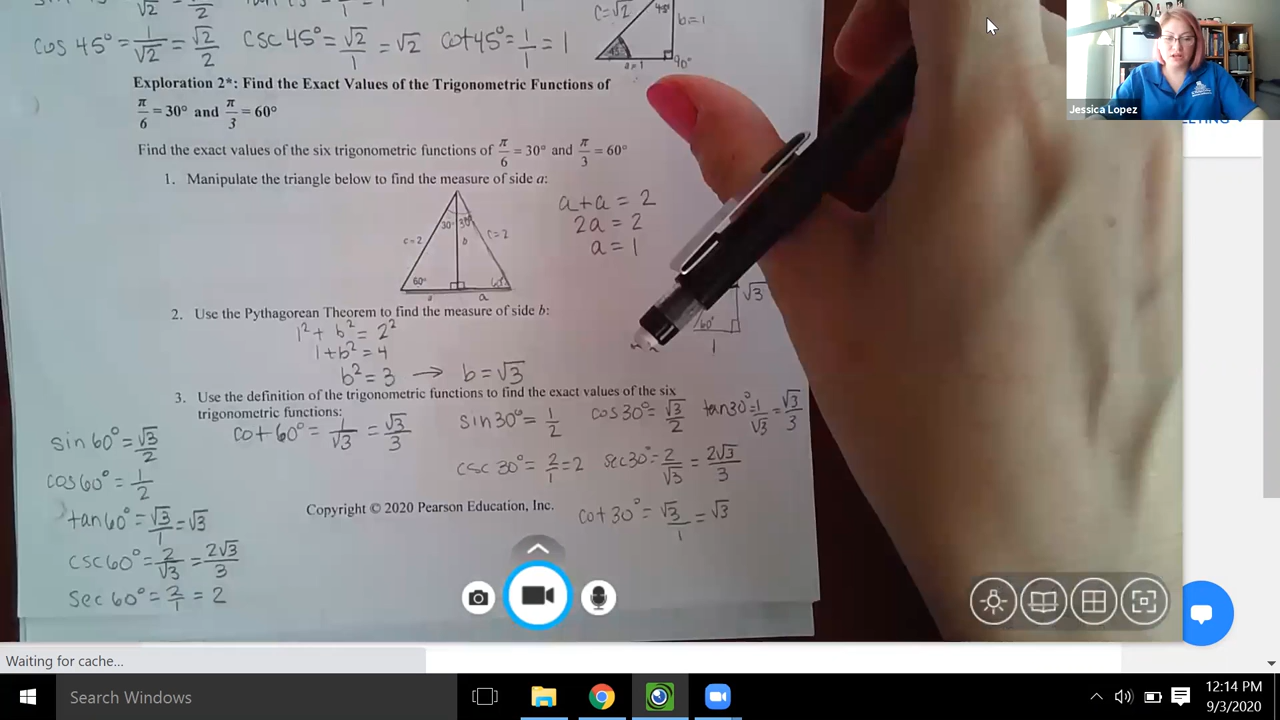 √2 2 √2 1
C=√2 45° b=1
cos 45° = 1/√2 = √2/2 csc 45° = √2/1 = √2 cot 45° = 1/1 = 1
a=1 90°
Exploration 2*: Find the Exact Values of the Trigonometric Functions of
π/6 = 30° and π/3 = 60°
Find the exact values of the six trigonometric functions of π/6 = 30° and π/3 = 60°
1. Manipulate the triangle below to find the measure of side a:
30° 30°
c=2 b c=2
60° 60°
a a
a+a = 2
2a = 2
a = 1
√3
60°
1
2. Use the Pythagorean Theorem to find the measure of side b:
1² + b² = 2²
1 + b² = 4
b² = 3 → b = √3
3. Use the definition of the trigonometric functions to find the exact values of the six
trigonometric functions:
sin 60° = √3/2
cos 60° = 1/2
tan 60° = √3/1 = √3
csc 60° = 2/√3 = 2√3/3
sec 60° = 2/1 = 2
cot 60° = 1/√3 = √3/3
sin 30° = 1/2 cos 30° = √3/2 tan 30° = 1/√3 = √3/3
csc 30° = 2/1 = 2 sec 30° = 2/√3 = 2√3/3
cot 30° = √3/1 = √3
Copyright © 2020 Pearson Education, Inc.
Jessica Lopez
Waiting for cache...
Search Windows
12:14 PM
9/3/2020